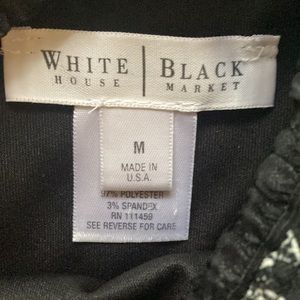 WHITE | BLACK
HOUSE | MARKET
M
MADE IN
U.S.A.
97% POLYESTER
3% SPANDEX
RN 111459
SEE REVERSE FOR CARE